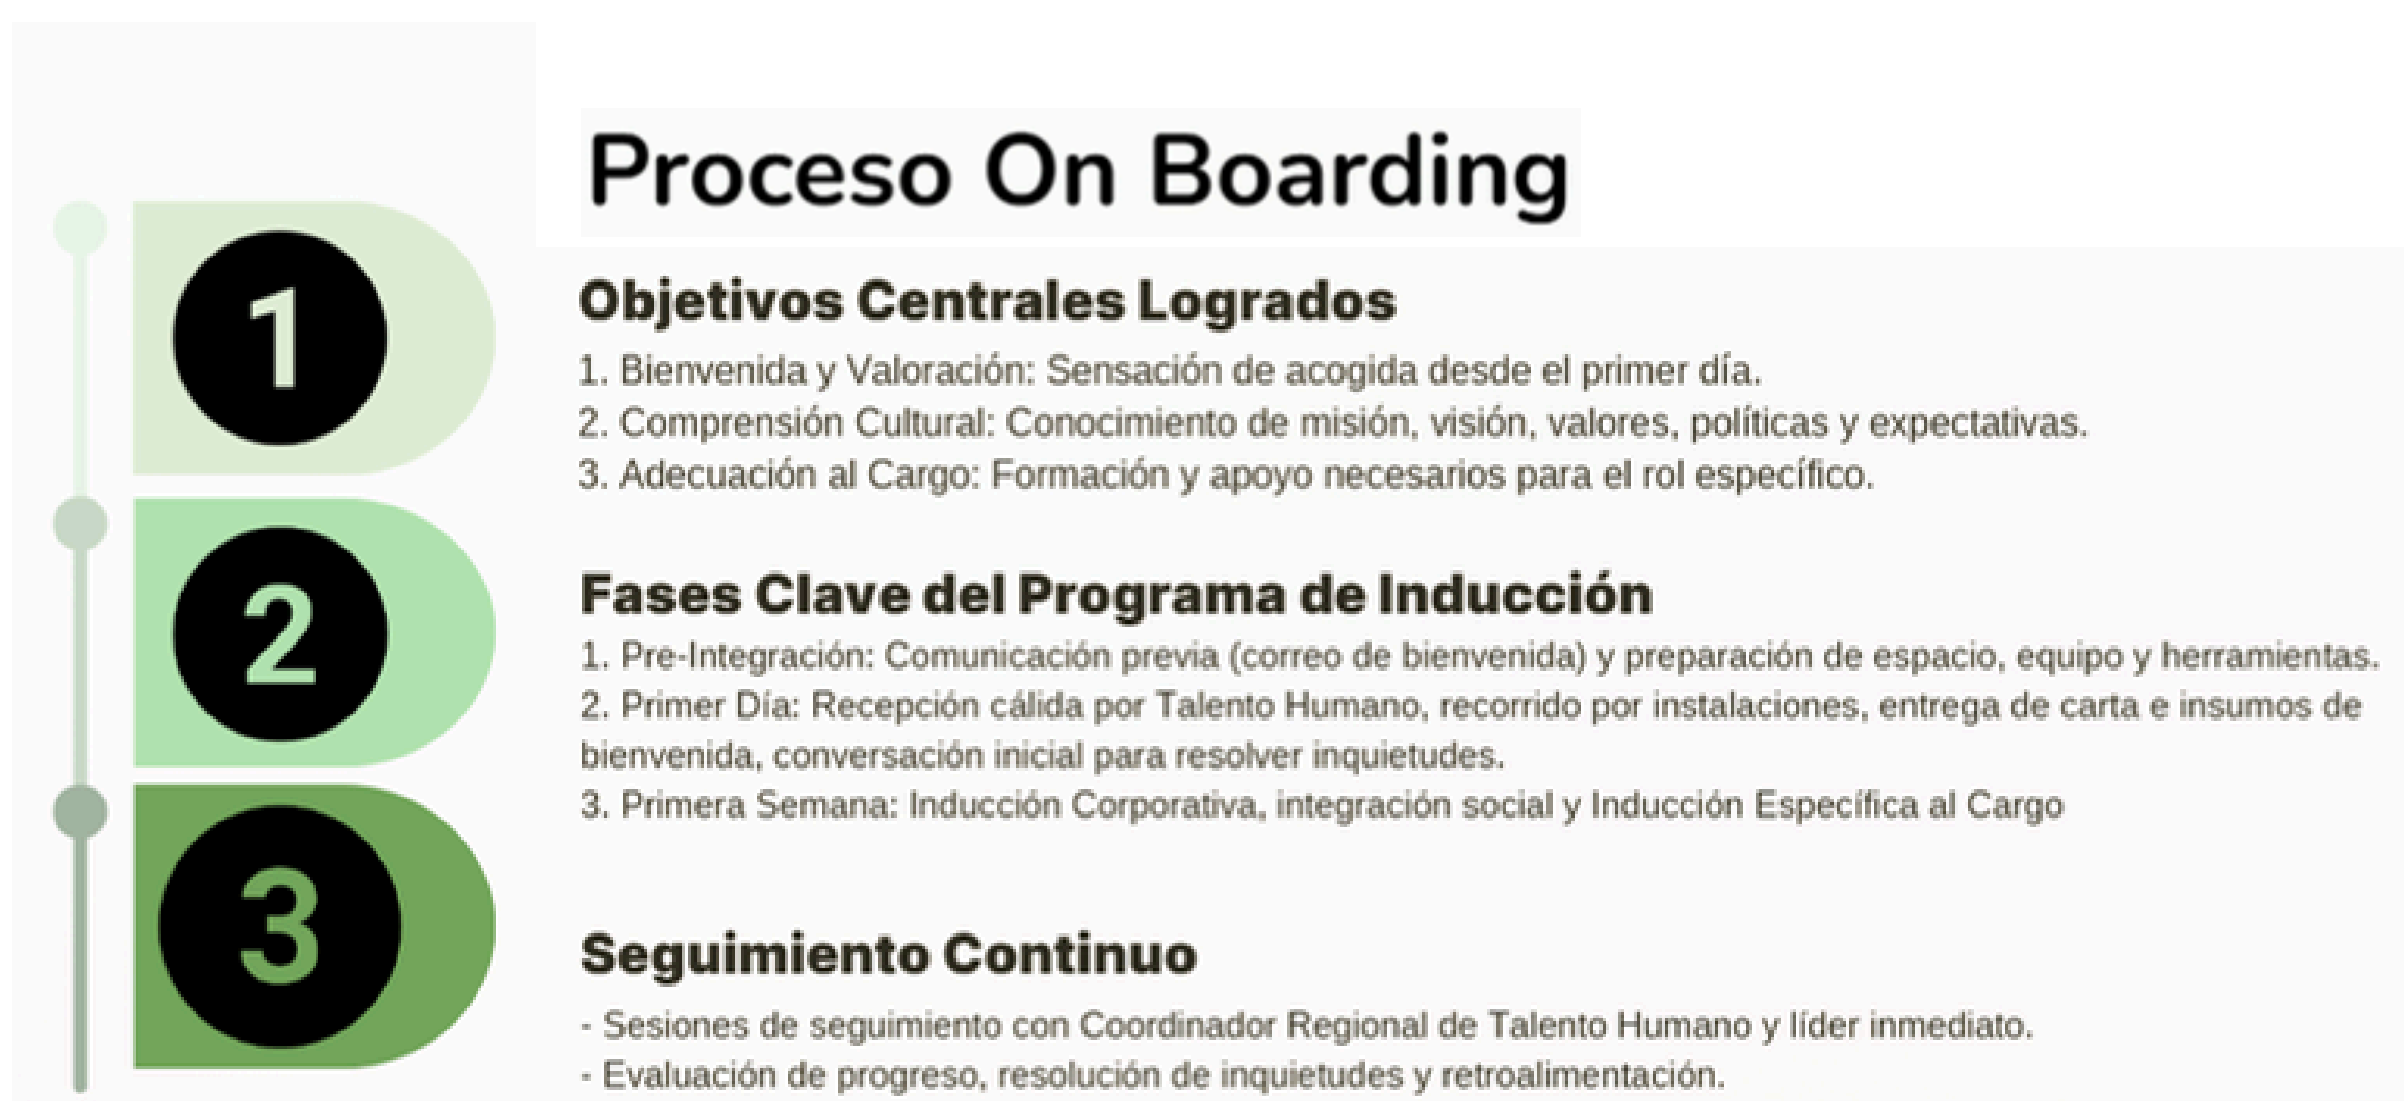 Proceso On Boarding
1
Objetivos Centrales Logrados
1. Bienvenida y Valoración: Sensación de acogida desde el primer día.
2. Comprensión Cultural: Conocimiento de misión, visión, valores, políticas y expectativas.
3. Adecuación al Cargo: Formación y apoyo necesarios para el rol específico.
2
Fases Clave del Programa de Inducción
1. Pre-Integración: Comunicación previa (correo de bienvenida) y preparación de espacio, equipo y herramientas.
2. Primer Día: Recepción cálida por Talento Humano, recorrido por instalaciones, entrega de carta e insumos de
bienvenida, conversación inicial para resolver inquietudes.
3. Primera Semana: Inducción Corporativa, integración social y Inducción Específica al Cargo
3
Seguimiento Continuo
- Sesiones de seguimiento con Coordinador Regional de Talento Humano y líder inmediato.
- Evaluación de progreso, resolución de inquietudes y retroalimentación.